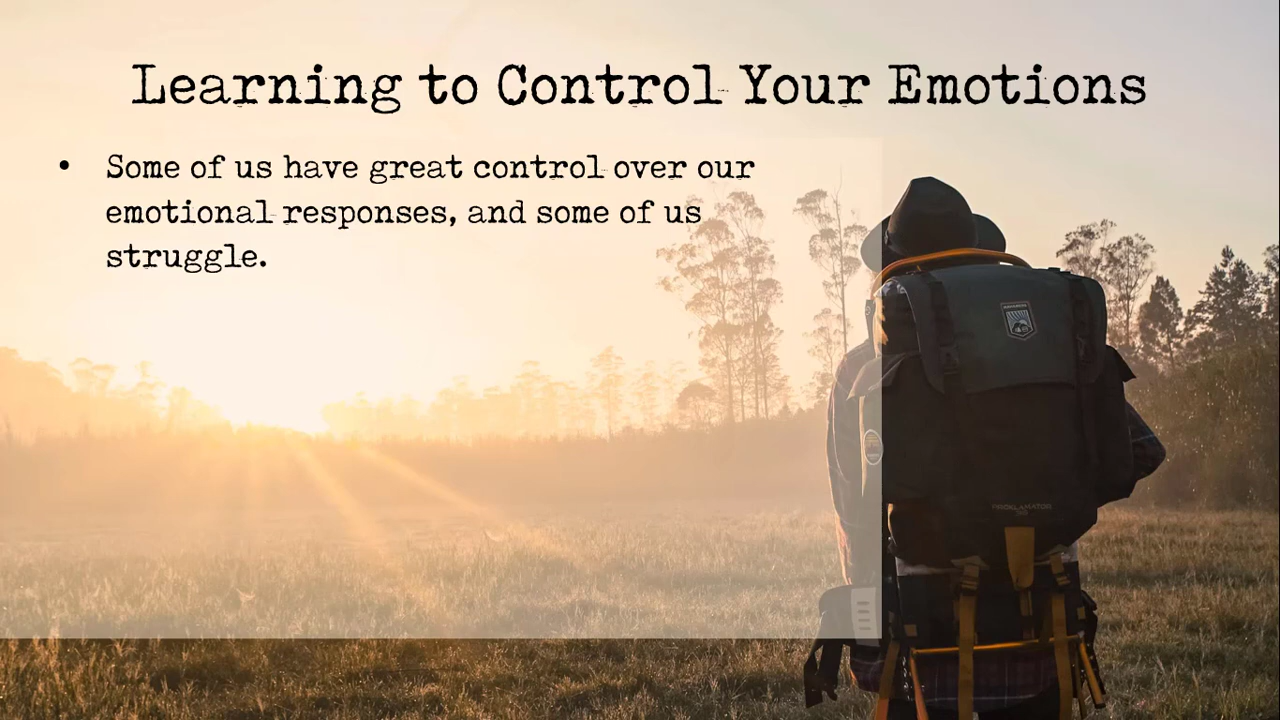 Learning to Control Your Emotions
• Some of us have great control over our
emotional responses, and some of us
struggle.